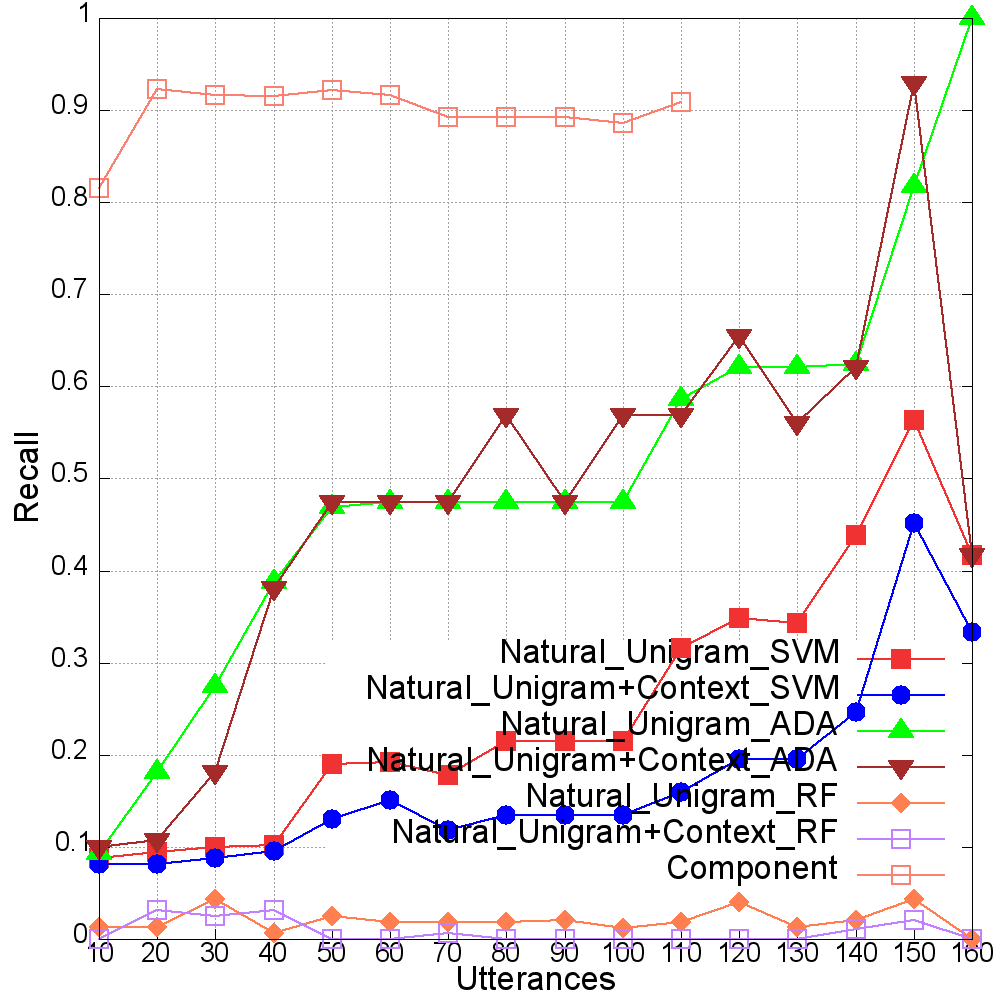 1
0.9
0.8
0.7
0.6
0.5
0.4
0.3
0.2
0.1
0
Recall
Natural_Unigram_SVM
Natural_Unigram+Context_SVM
Natural_Unigram_ADA
Natural_Unigram+Context_ADA
Natural_Unigram_RF
Natural_Unigram+Context_RF
Component
10 20 30 40 50 60 70 80 90 100 110 120 130 140 150 160
Utterances